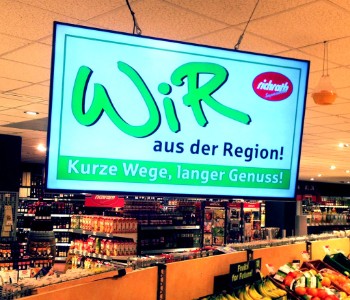 WiR
richrath
aus der Region!
Kurze Wege, langer Genuss!